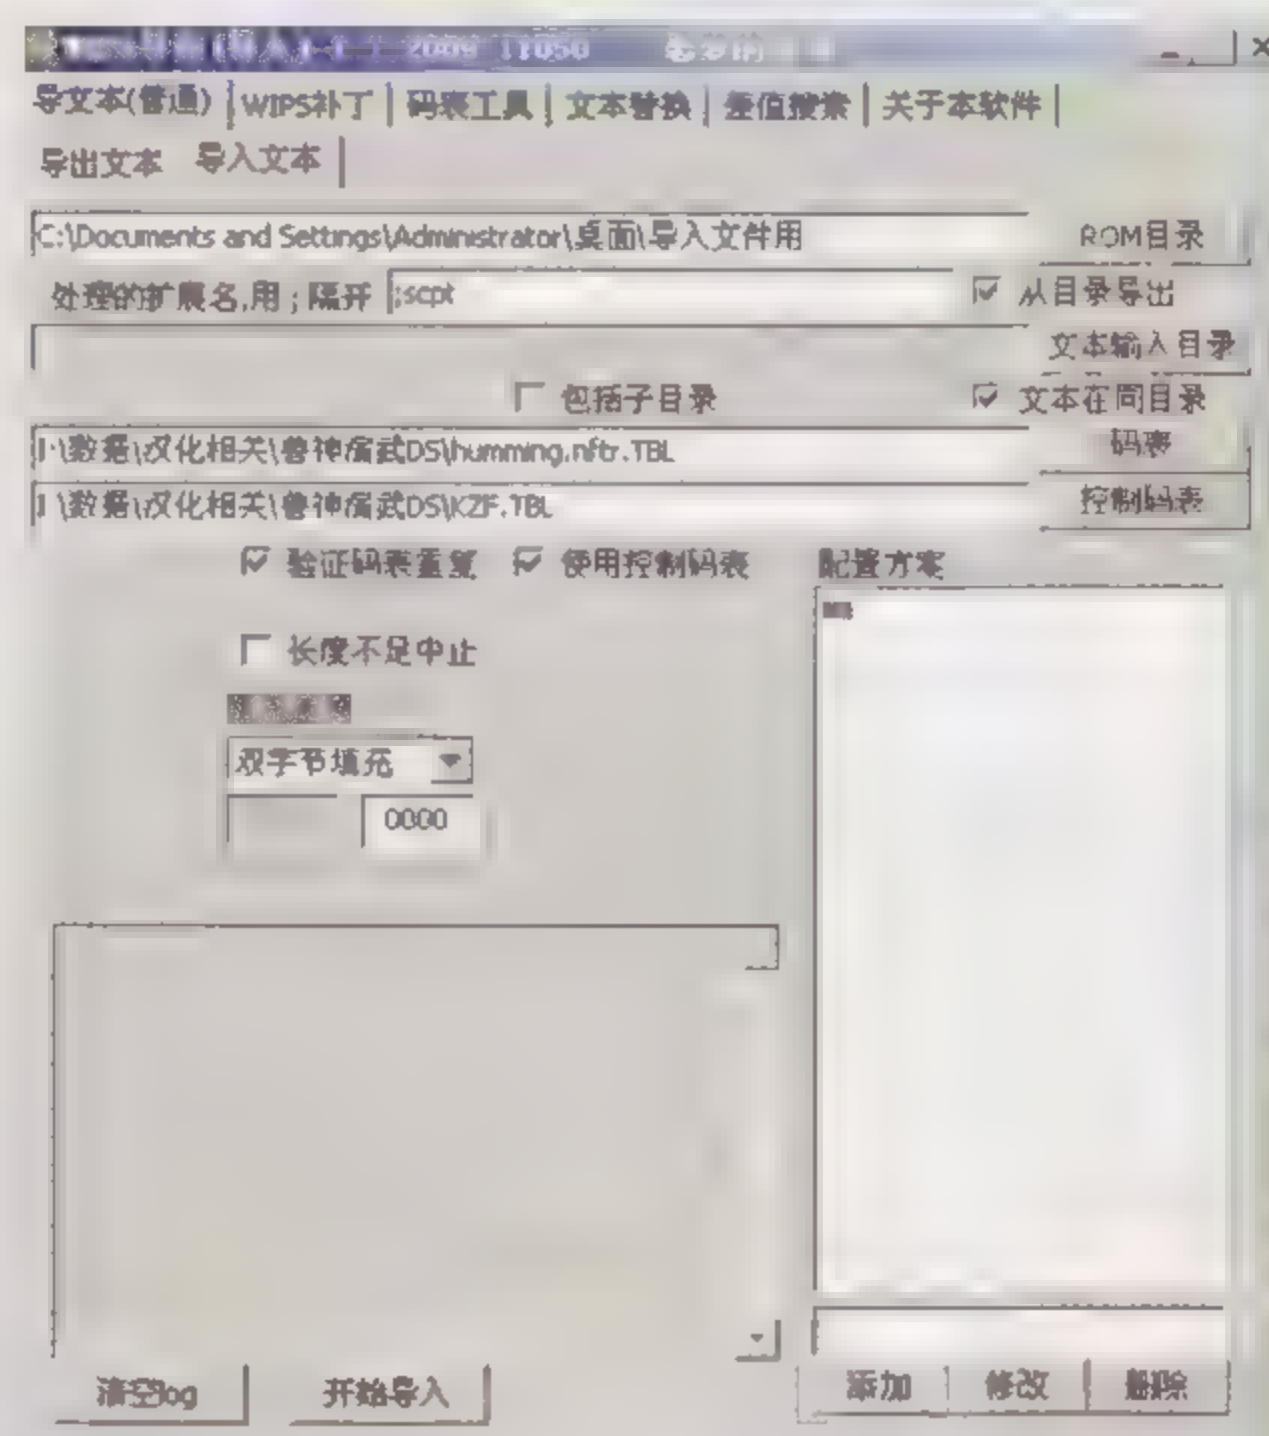 2009 11050
导文本(普通) WIPS补丁 码表工具 文本替换 差值搜索 关于本软件
导出文本 导入文本
C:\Documents and Settings\Administrator\桌面\导入文件用 ROM目录
处理的扩展名,用;隔开 ;scpt 从目录导出
文本输入目录
包括子目录 文本在同目录
I:\数据\汉化相关\兽神演武DS\humming.nftr.TBL 码表
I:\数据\汉化相关\兽神演武DS\KZF.TBL 控制码表
验证码表重复 使用控制码表 配置方案
长度不足中止
双字节填充
0000
清空log 开始导入 添加 修改 删除